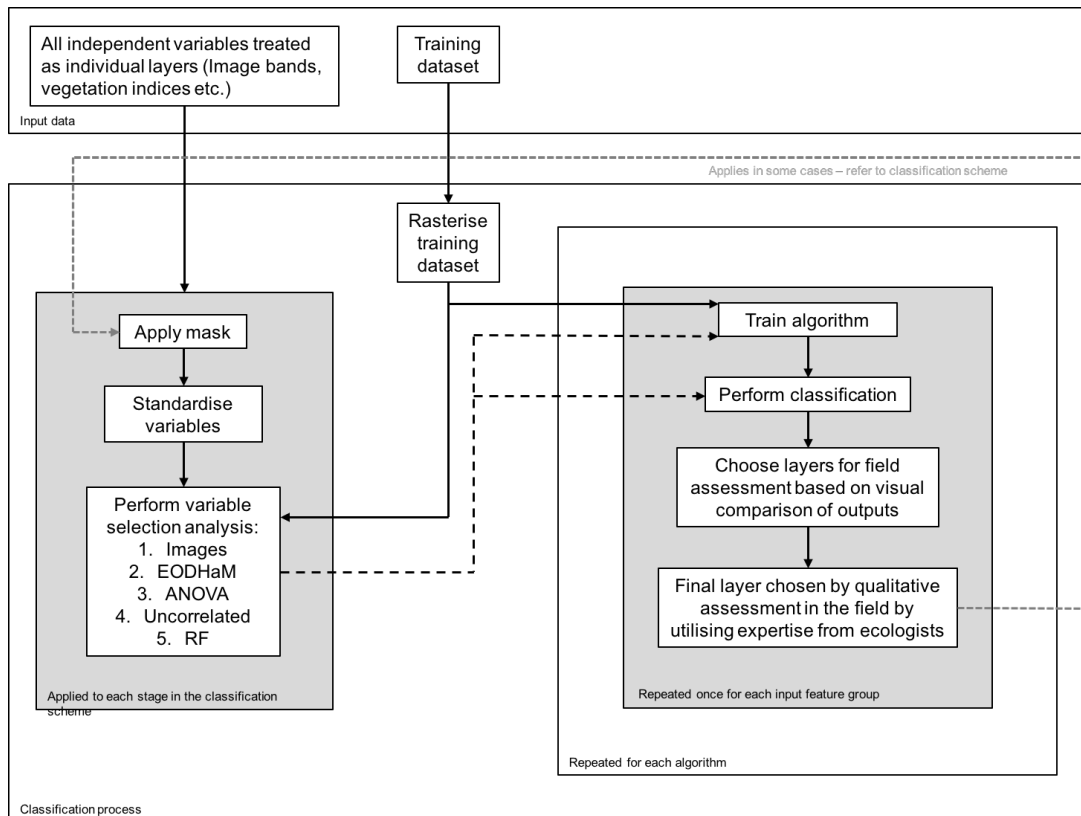 All independent variables treated
as individual layers (Image bands,
vegetation indices etc.)
Training
dataset
Input data
Applies in some cases – refer to classification scheme
Rasterise
training
dataset
Apply mask
Standardise
variables
Perform variable
selection analysis:
1. Images
2. EODHaM
3. ANOVA
4. Uncorrelated
5. RF
Applied to each stage in the classification
scheme
Train algorithm
Perform classification
Choose layers for field
assessment based on visual
comparison of outputs
Final layer chosen by qualitative
assessment in the field by
utilising expertise from ecologists
Repeated once for each input feature group
Repeated for each algorithm
Classification process